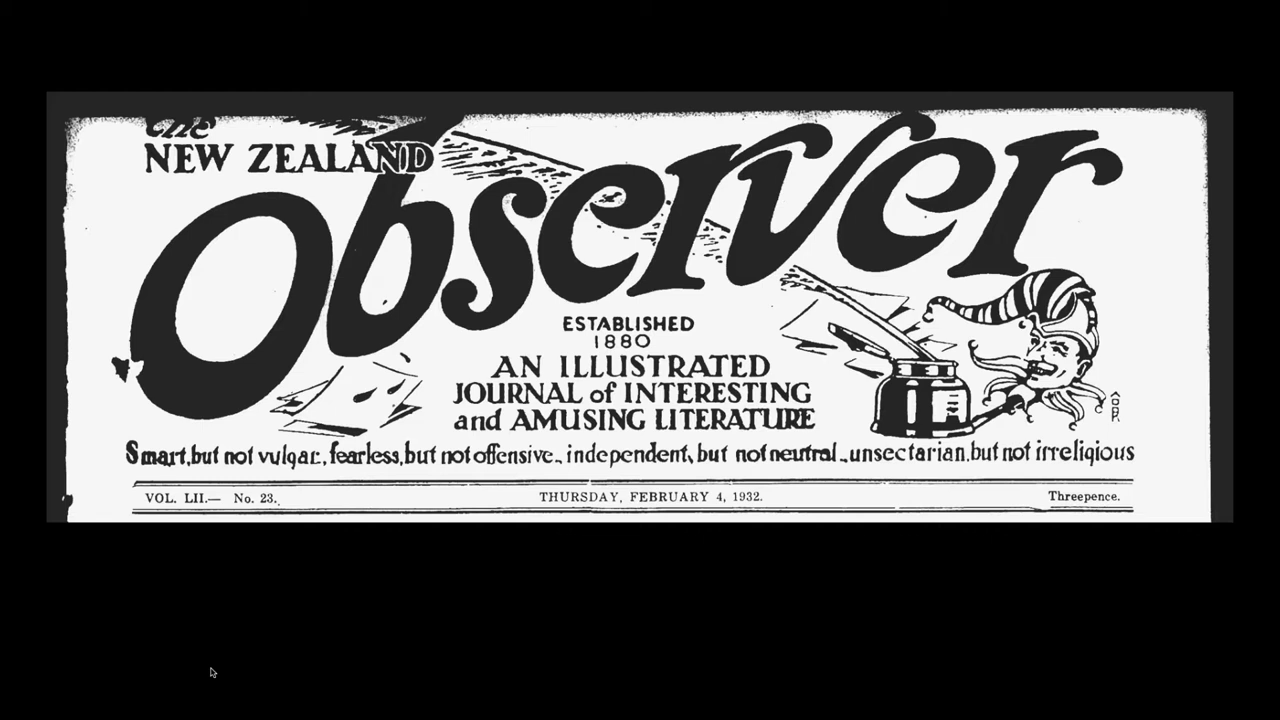 the
NEW ZEALAND
Observer
ESTABLISHED
1880
AN ILLUSTRATED
JOURNAL of INTERESTING
and AMUSING LITERATURE
Smart, but not vulgar., fearless, but not offensive., independent, but not neutral., unsectarian, but not irreligious
VOL. LII.— No. 23. THURSDAY, FEBRUARY 4, 1932. Threepence.